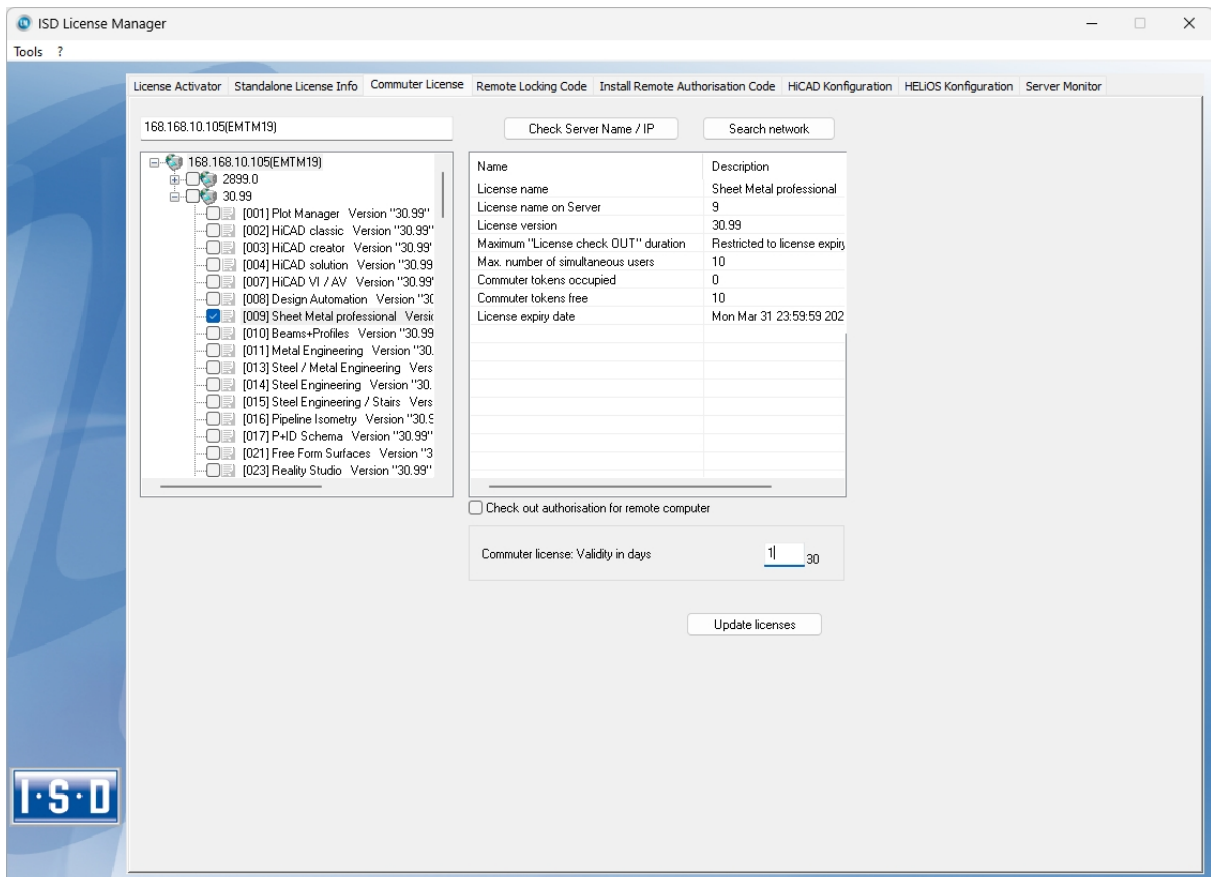 ISD License Manager
Tools ?
License Activator Standalone License Info Commuter License Remote Locking Code Install Remote Authorisation Code HiCAD Konfiguration HELiOS Konfiguration Server Monitor
168.168.10.105(EMTM19) Check Server Name / IP Search network
168.168.10.105(EMTM19)
2899.0
30.99
[001] Plot Manager Version "30.99"
[002] HiCAD classic Version "30.99"
[003] HiCAD creator Version "30.99'
[004] HiCAD solution Version "30.99
[007] HiCAD VI / AV Version "30.99'
[008] Design Automation Version "30
[009] Sheet Metal professional Versio
[010] Beams+Profiles Version "30.99
[011] Metal Engineering Version "30.
[013] Steel / Metal Engineering Vers
[014] Steel Engineering Version "30.
[015] Steel Engineering / Stairs Vers
[016] Pipeline Isometry Version "30.9
[017] P+ID Schema Version "30.99"
[021] Free Form Surfaces Version "3
[023] Reality Studio Version "30.99"
Name Description
License name Sheet Metal professional
License name on Server 9
License version 30.99
Maximum "License check OUT" duration Restricted to license expiry
Max. number of simultaneous users 10
Commuter tokens occupied 0
Commuter tokens free 10
License expiry date Mon Mar 31 23:59:59 202
Check out authorisation for remote computer
Commuter license: Validity in days 1 30
Update licenses
I·S·D